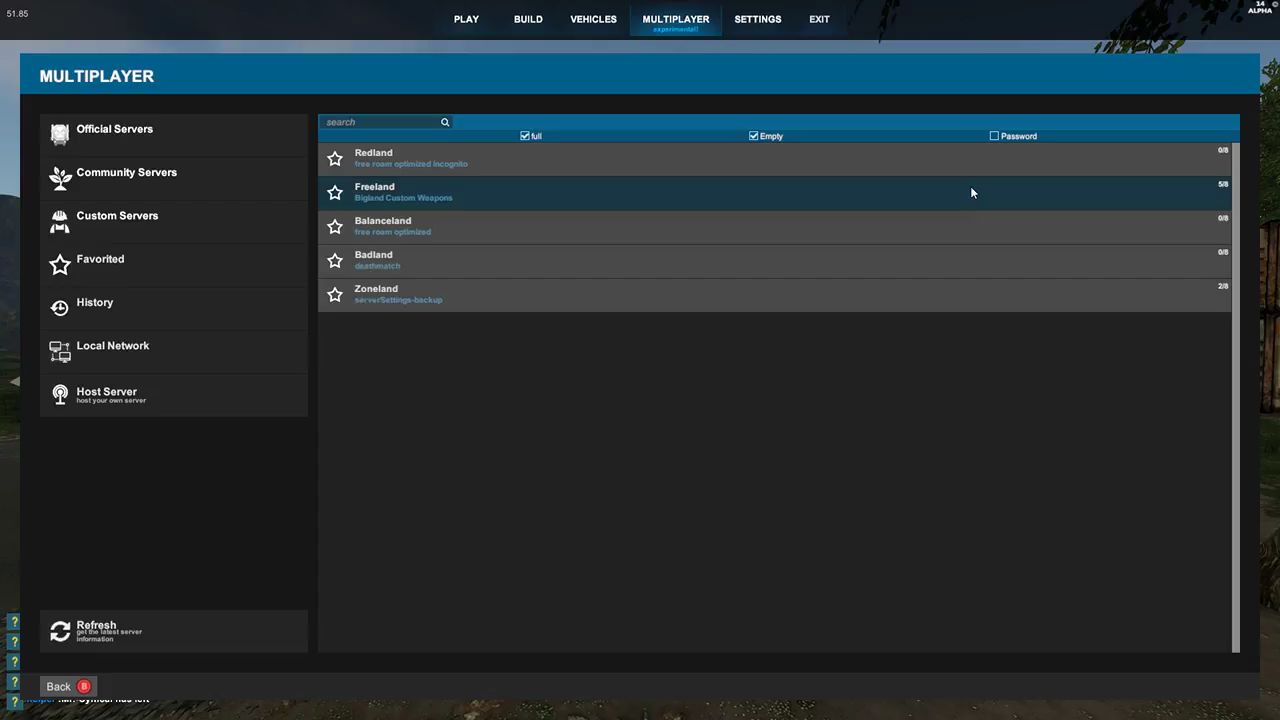 51.85
PLAY
BUILD
VEHICLES
MULTIPLAYER
experimental!
SETTINGS
EXIT
14
ALPHA
MULTIPLAYER
Official Servers
Community Servers
Custom Servers
Favorited
History
Local Network
Host Server
host your own server
Refresh
get the latest server
information
Back B
search
full
Empty
Password
Redland 0/8
free roam optimized incognito
Freeland 5/8
Bigland Custom Weapons
Balanceland 0/8
free roam optimized
Badland 0/8
deathmatch
Zoneland 2/8
serverSettings-backup
?
?
?
?
?
has left